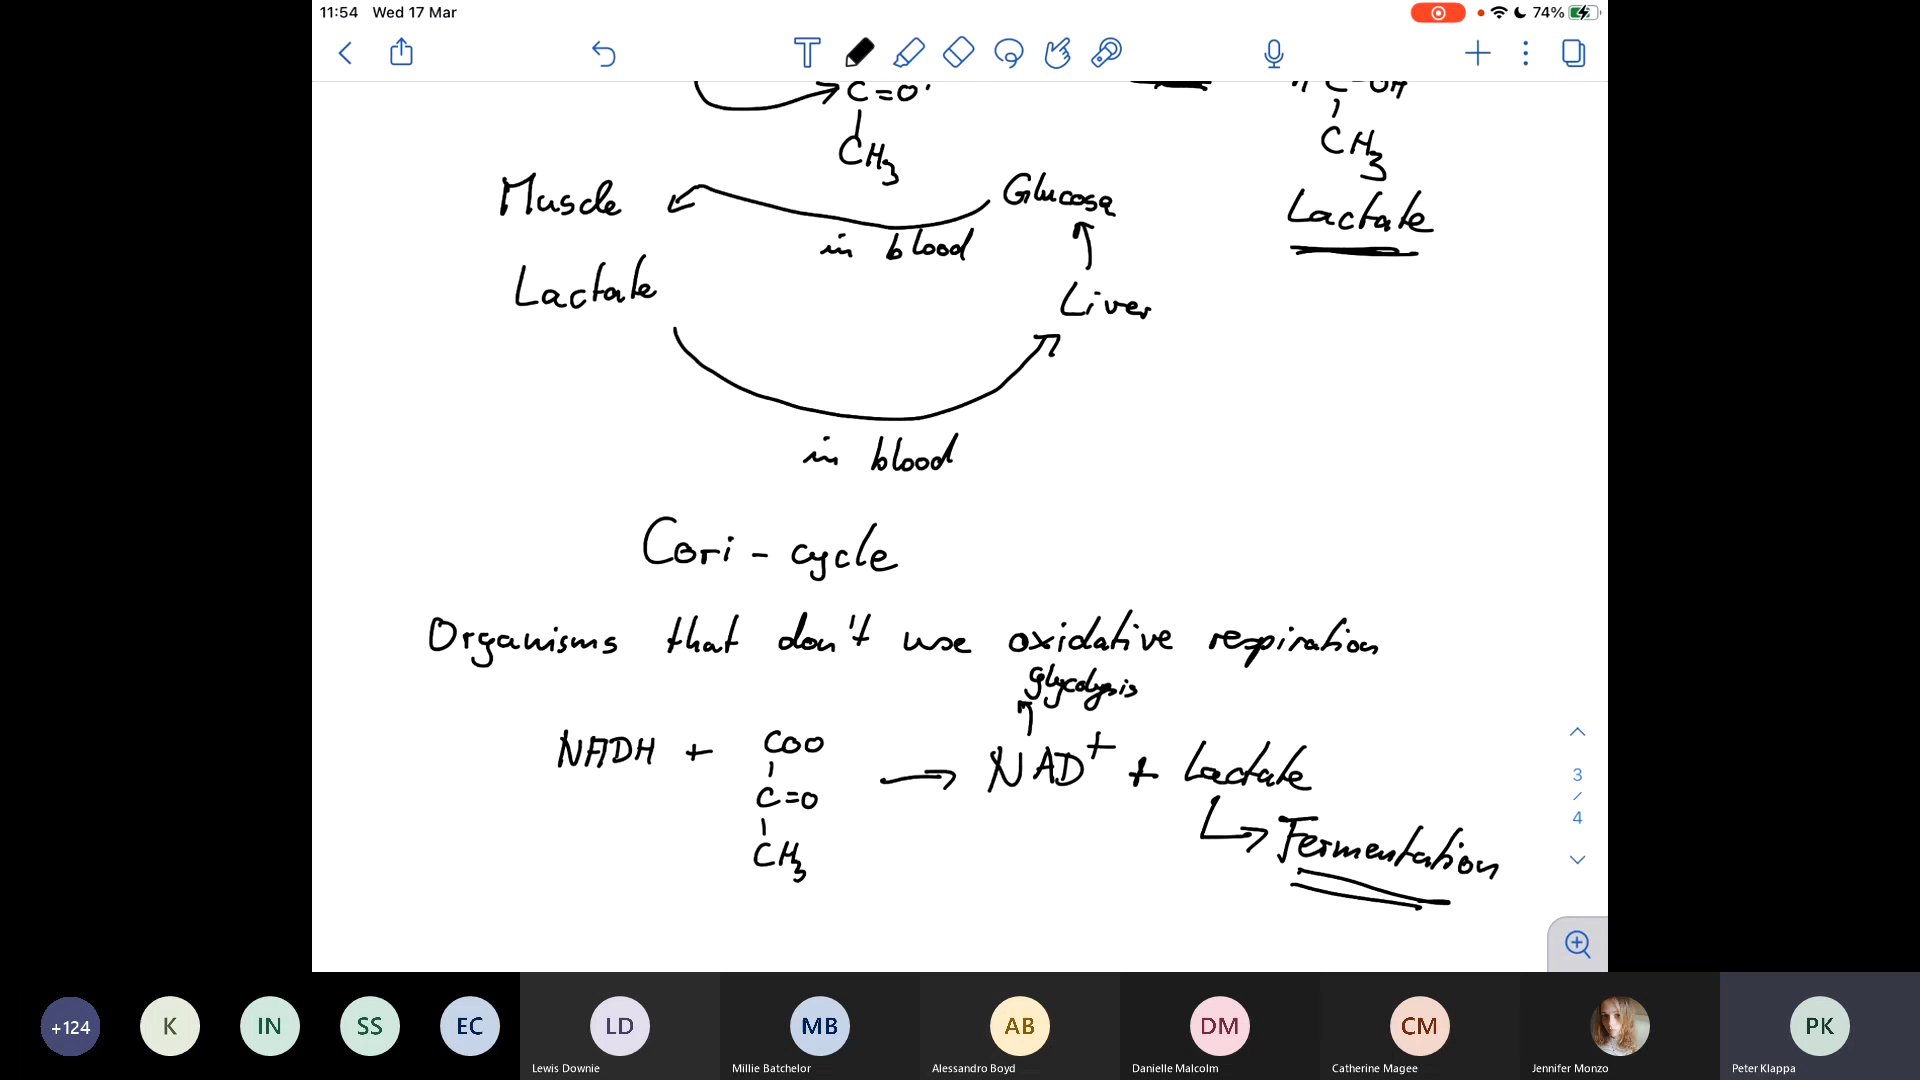 11:54 Wed 17 Mar
74%
C=O
CH3
CH3
Muscle
Glucose
Lactate
in blood
Lactate
Liver
in blood
Cori - cycle
Organisms that don't use oxidative respiration
glycolysis
NADH + COO
C=O
CH3
NAD+ + Lactate
Fermentation
3
4
+124 K IN SS EC LD MB AB DM CM PK
Lewis Downie Millie Batchelor Alessandro Boyd Danielle Malcolm Catherine Magee Jennifer Monzo Peter Klappa